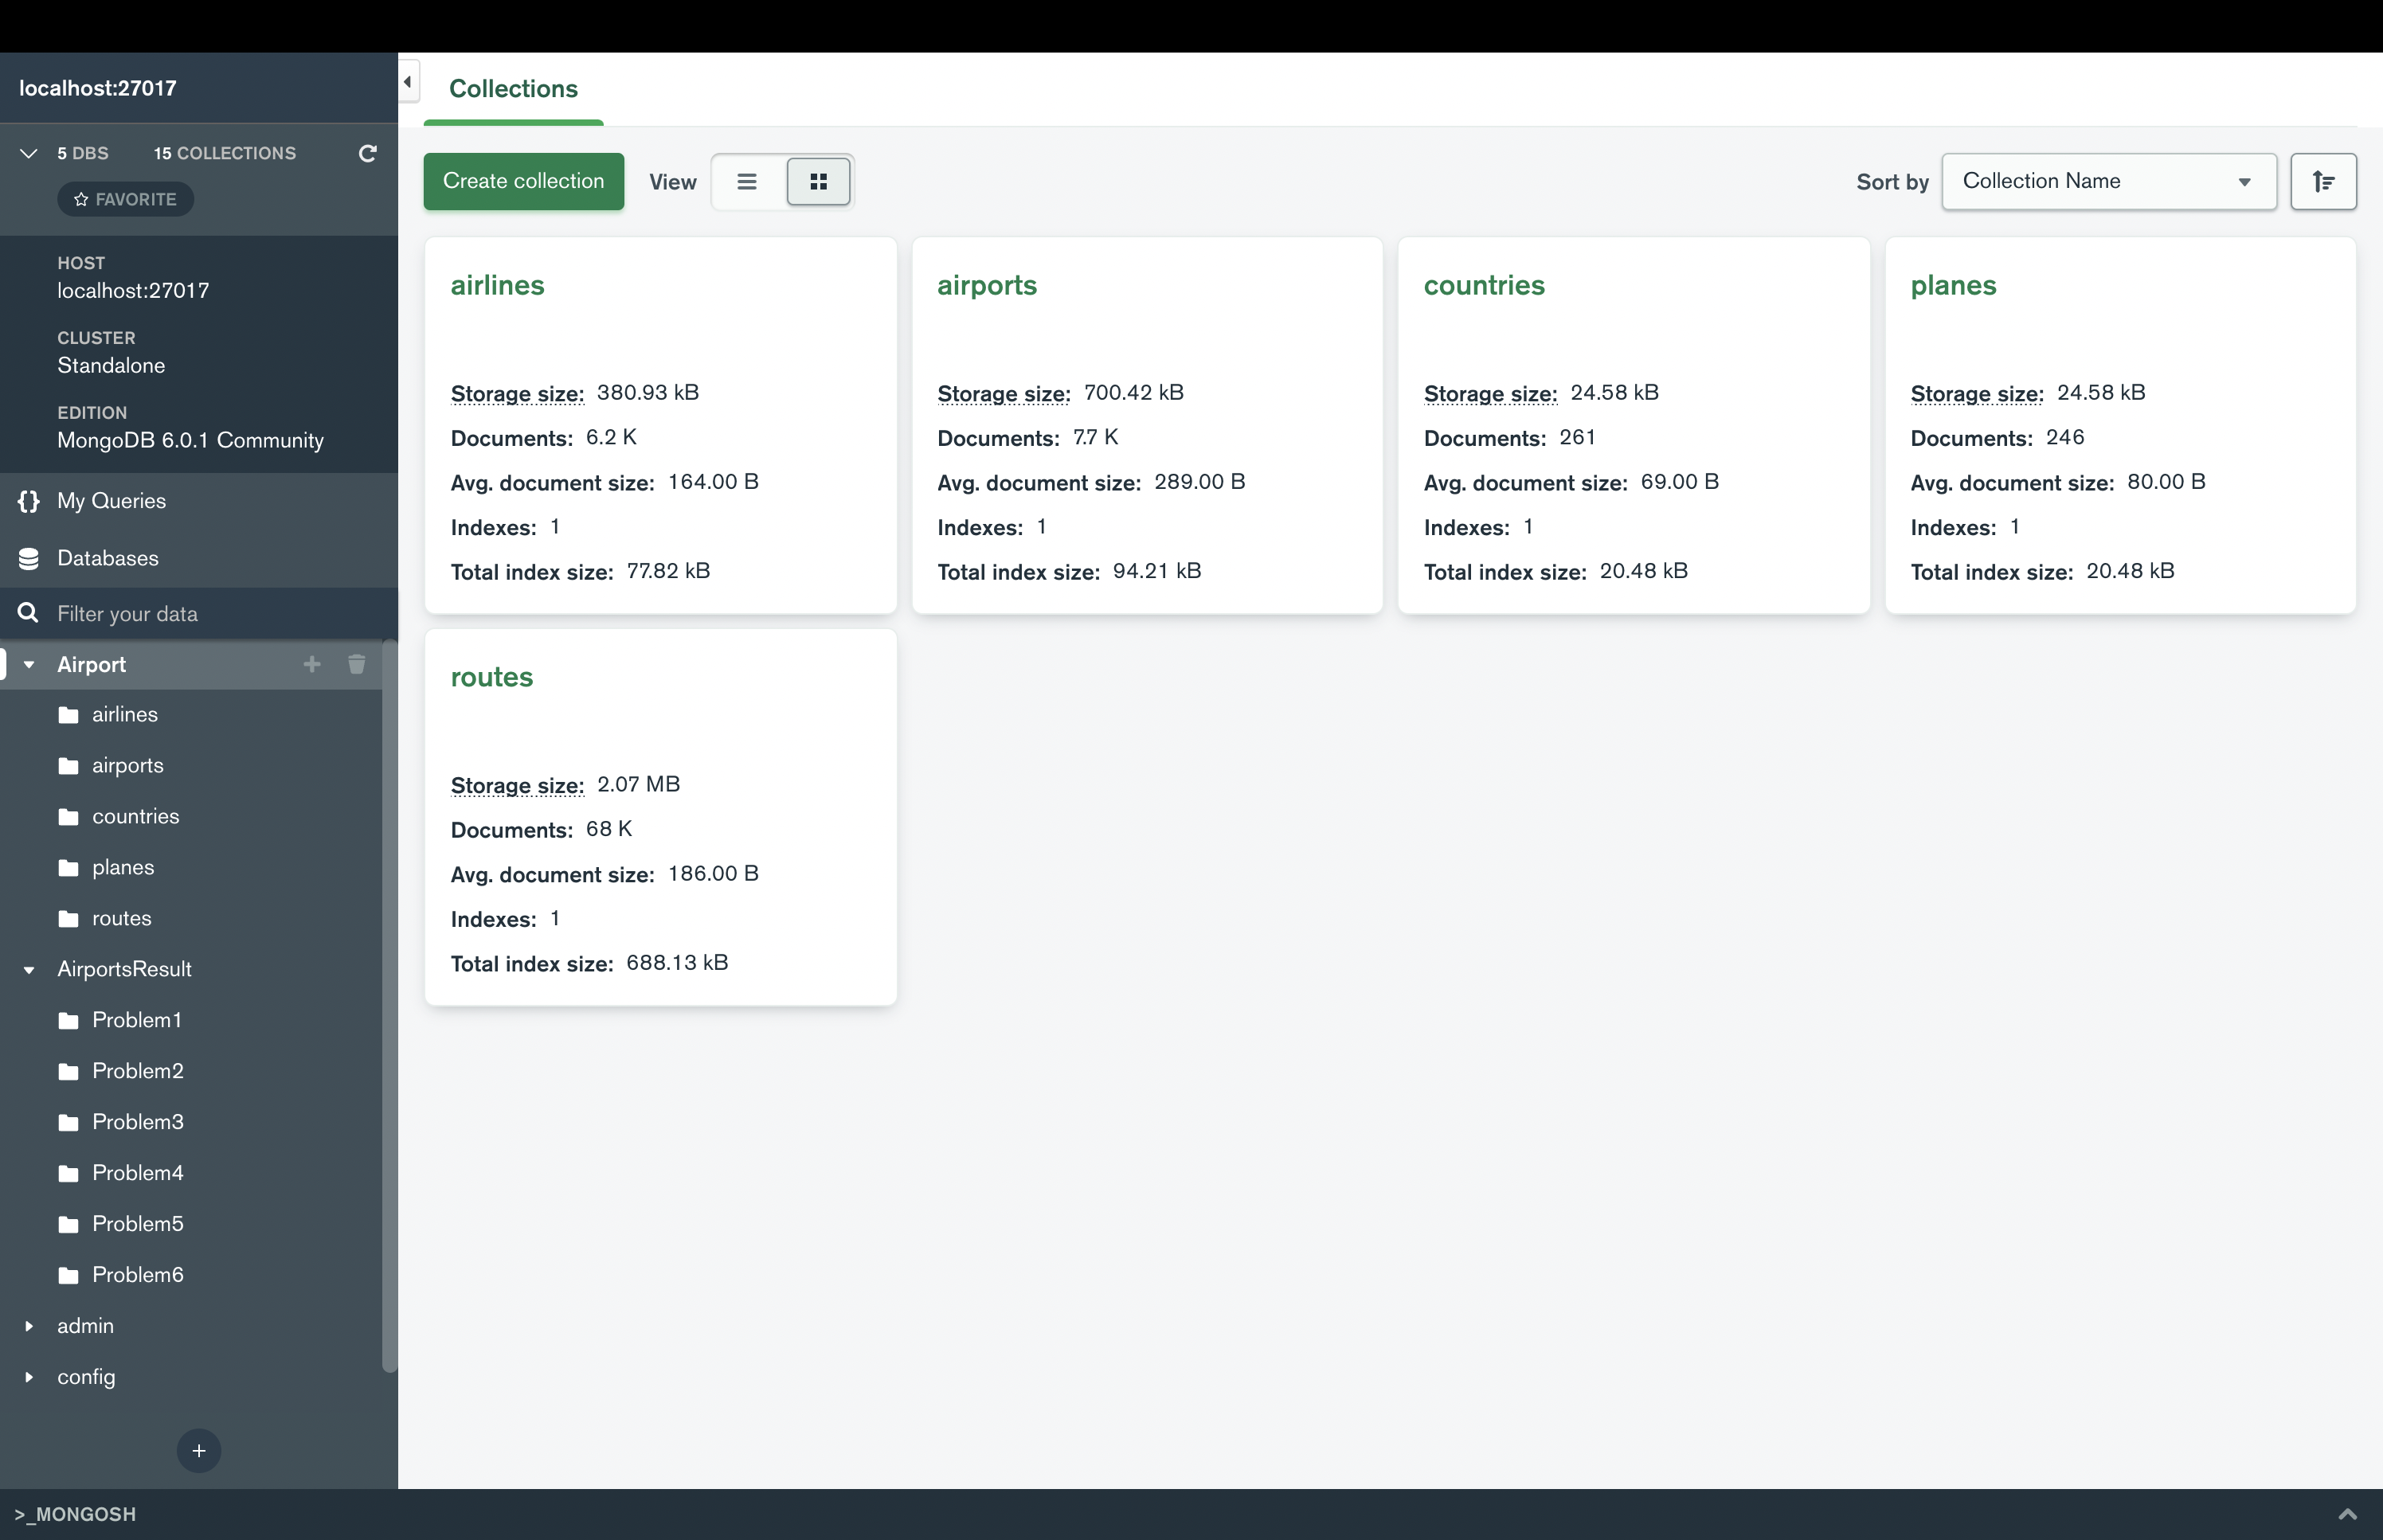 localhost:27017
5 DBS 15 COLLECTIONS
FAVORITE
HOST
localhost:27017
CLUSTER
Standalone
EDITION
MongoDB 6.0.1 Community
{} My Queries
Databases
Filter your data
Airport
airlines
airports
countries
planes
routes
AirportsResult
Problem1
Problem2
Problem3
Problem4
Problem5
Problem6
admin
config
+
Collections
Create collection View Sort by Collection Name
airlines
Storage size: 380.93 kB
Documents: 6.2 K
Avg. document size: 164.00 B
Indexes: 1
Total index size: 77.82 kB
airports
Storage size: 700.42 kB
Documents: 7.7 K
Avg. document size: 289.00 B
Indexes: 1
Total index size: 94.21 kB
countries
Storage size: 24.58 kB
Documents: 261
Avg. document size: 69.00 B
Indexes: 1
Total index size: 20.48 kB
planes
Storage size: 24.58 kB
Documents: 246
Avg. document size: 80.00 B
Indexes: 1
Total index size: 20.48 kB
routes
Storage size: 2.07 MB
Documents: 68 K
Avg. document size: 186.00 B
Indexes: 1
Total index size: 688.13 kB
>_MONGOSH